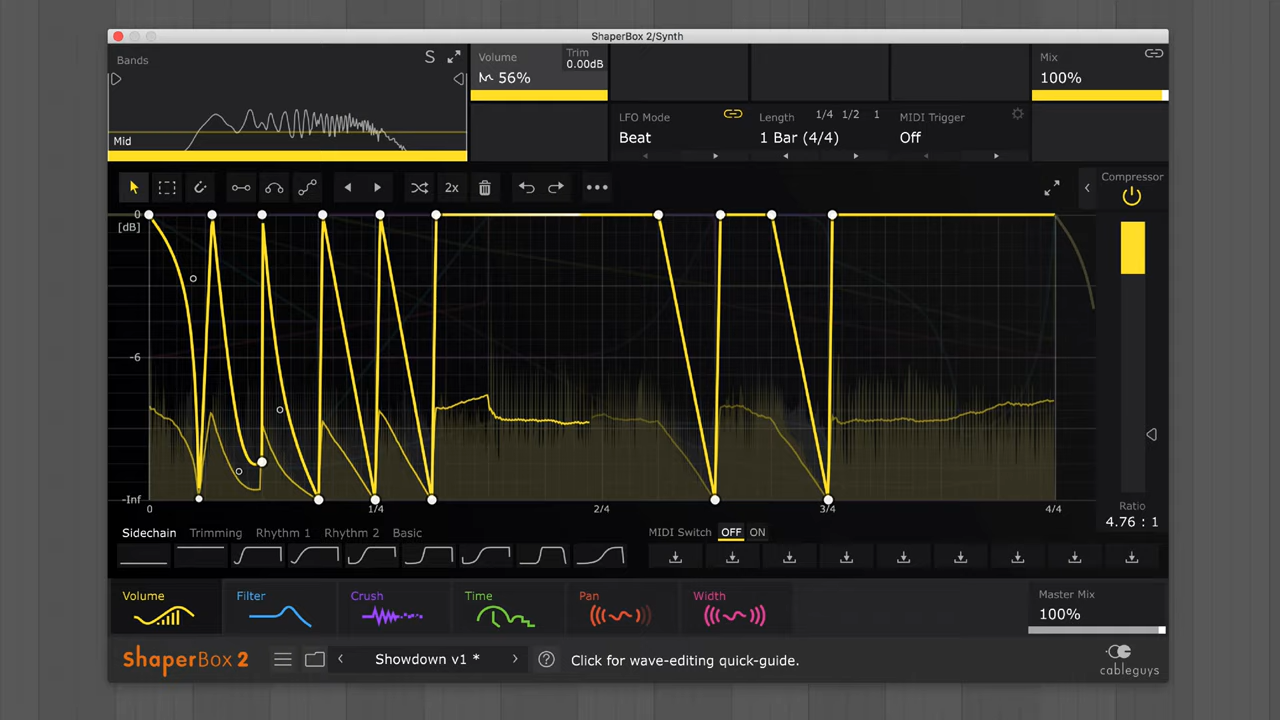 ShaperBox 2/Synth
Bands
S
Mid
Volume
56%
Trim
0.00dB
Mix
100%
LFO Mode
Beat
Length
1/4 1/2 1
1 Bar (4/4)
MIDI Trigger
Off
2x
Compressor
0
[dB]
-6
-Inf
0
1/4
2/4
3/4
4/4
Ratio
4.76 : 1
Sidechain
Trimming
Rhythm 1
Rhythm 2
Basic
MIDI Switch
OFF
ON
Volume
Filter
Crush
Time
Pan
Width
Master Mix
100%
ShaperBox 2
Showdown v1 *
?
Click for wave-editing quick-guide.
cableguys